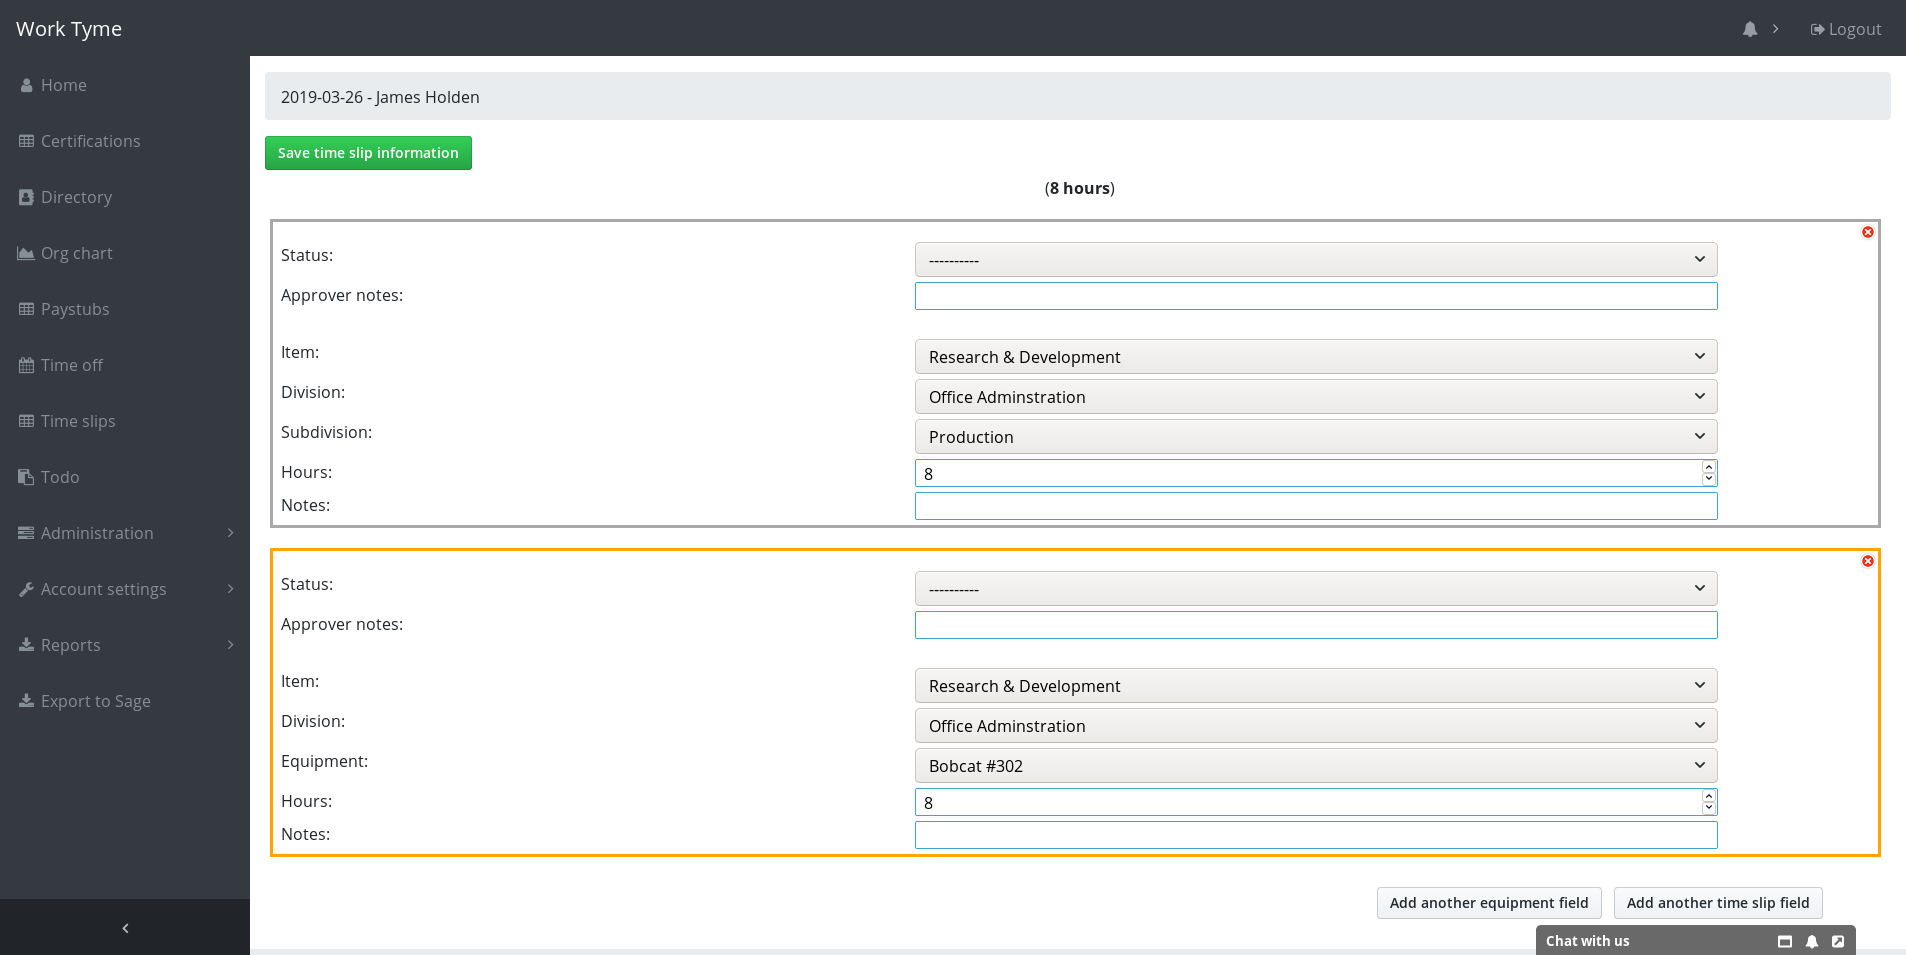 Work Tyme
Logout
Home
Certifications
Directory
Org chart
Paystubs
Time off
Time slips
Todo
Administration
Account settings
Reports
Export to Sage
2019-03-26 - James Holden
Save time slip information
(8 hours)
Status: ----------
Approver notes:
Item: Research & Development
Division: Office Adminstration
Subdivision: Production
Hours: 8
Notes:
Status: ----------
Approver notes:
Item: Research & Development
Division: Office Adminstration
Equipment: Bobcat #302
Hours: 8
Notes:
Add another equipment field Add another time slip field
Chat with us